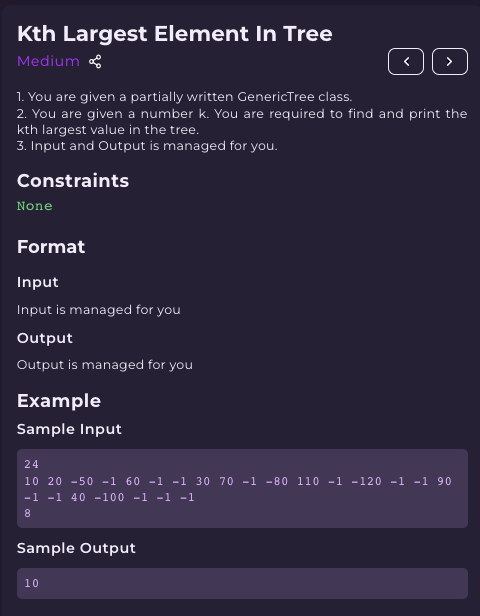 Kth Largest Element In Tree
Medium
1. You are given a partially written GenericTree class.
2. You are given a number k. You are required to find and print the
kth largest value in the tree.
3. Input and Output is managed for you.
Constraints
None
Format
Input
Input is managed for you
Output
Output is managed for you
Example
Sample Input
24
10 20 -50 -1 60 -1 -1 30 70 -1 -80 110 -1 -120 -1 -1 90
-1 -1 40 -100 -1 -1 -1
8
Sample Output
10